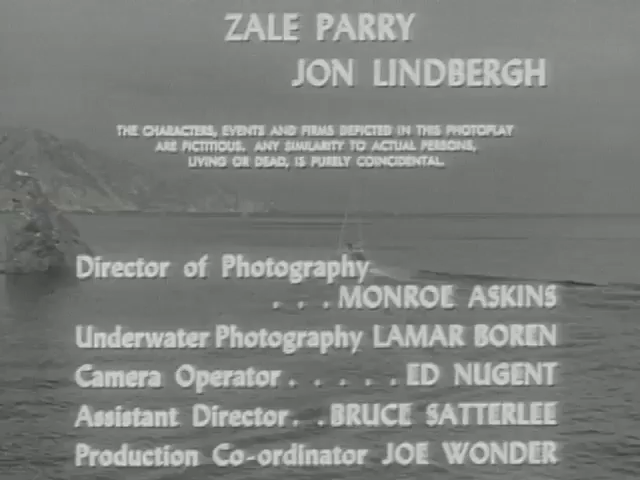 ZALE PARRY
JON LINDBERGH
THE CHARACTERS, EVENTS AND FIRMS DEPICTED IN THIS PHOTOPLAY
ARE FICTITIOUS. ANY SIMILARITY TO ACTUAL PERSONS,
LIVING OR DEAD, IS PURELY COINCIDENTAL.
Director of Photography
. . . MONROE ASKINS
Underwater Photography LAMAR BOREN
Camera Operator . . . . . ED NUGENT
Assistant Director . . BRUCE SATTERLEE
Production Co-ordinator JOE WONDER